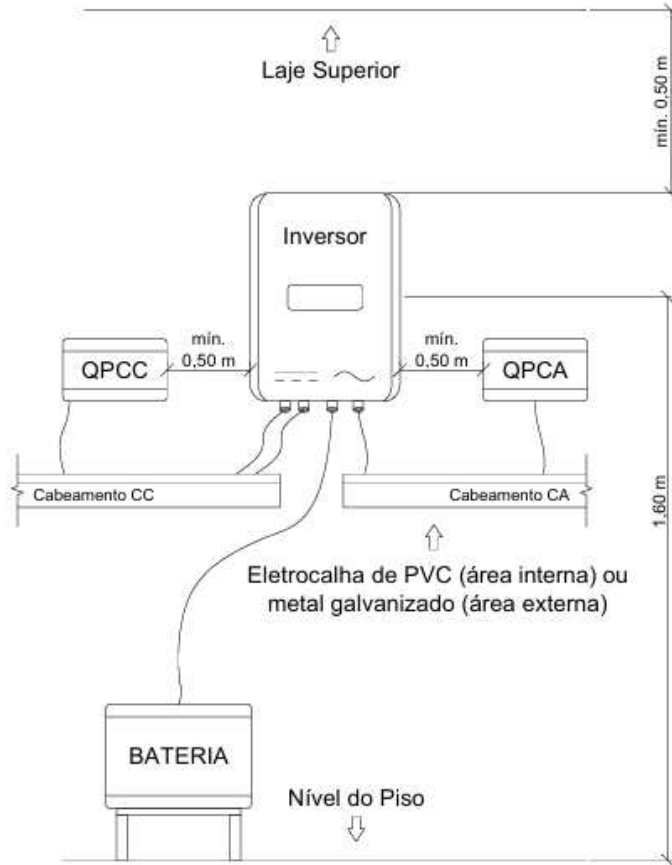 Laje Superior
mín. 0,50 m
Inversor
mín.
0,50 m
mín.
0,50 m
QPCC
QPCA
Cabeamento CC
Cabeamento CA
1,60 m
Eletrocalha de PVC (área interna) ou
metal galvanizado (área externa)
BATERIA
Nível do Piso